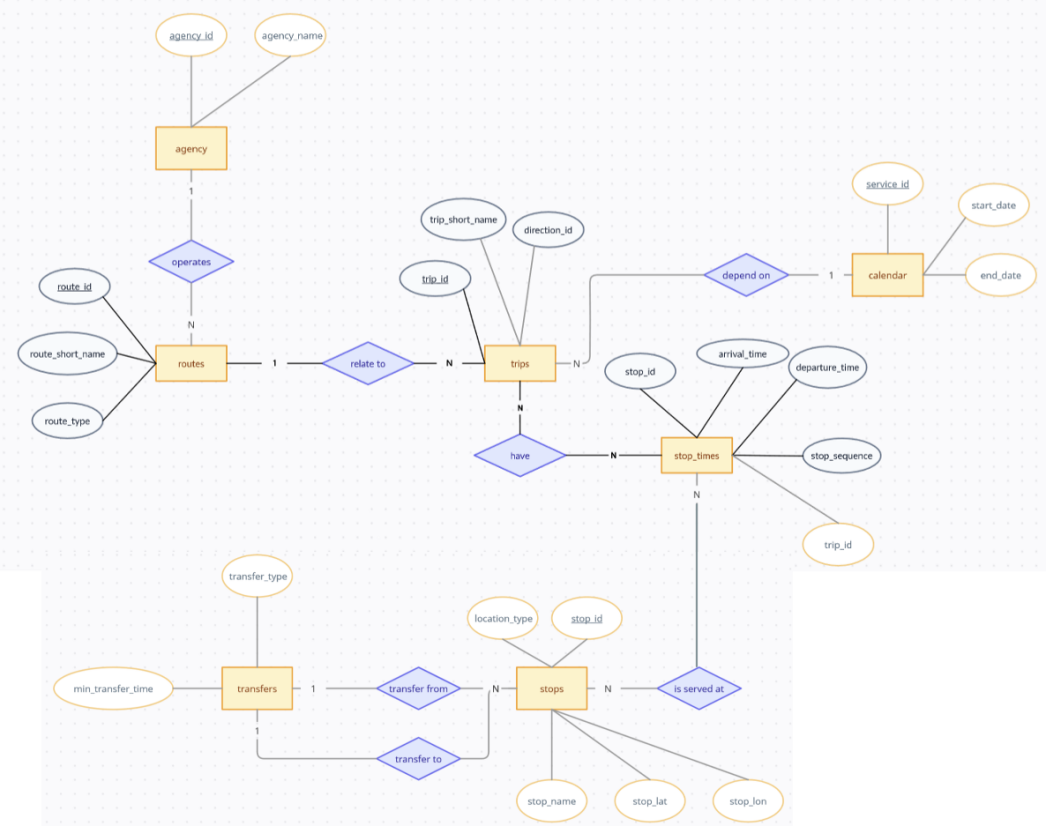 agency_id
agency_name
agency
1
operates
N
service_id
start_date
end_date
calendar
1
depend on
trip_short_name
direction_id
trip_id
route_id
route_short_name
route_type
routes
1
relate to
N
trips
N
N
have
N
stop_id
arrival_time
departure_time
stop_times
stop_sequence
trip_id
N
transfer_type
min_transfer_time
transfers
1
transfer from
N
1
transfer to
location_type
stop_id
stops
N
is served at
stop_name
stop_lat
stop_lon